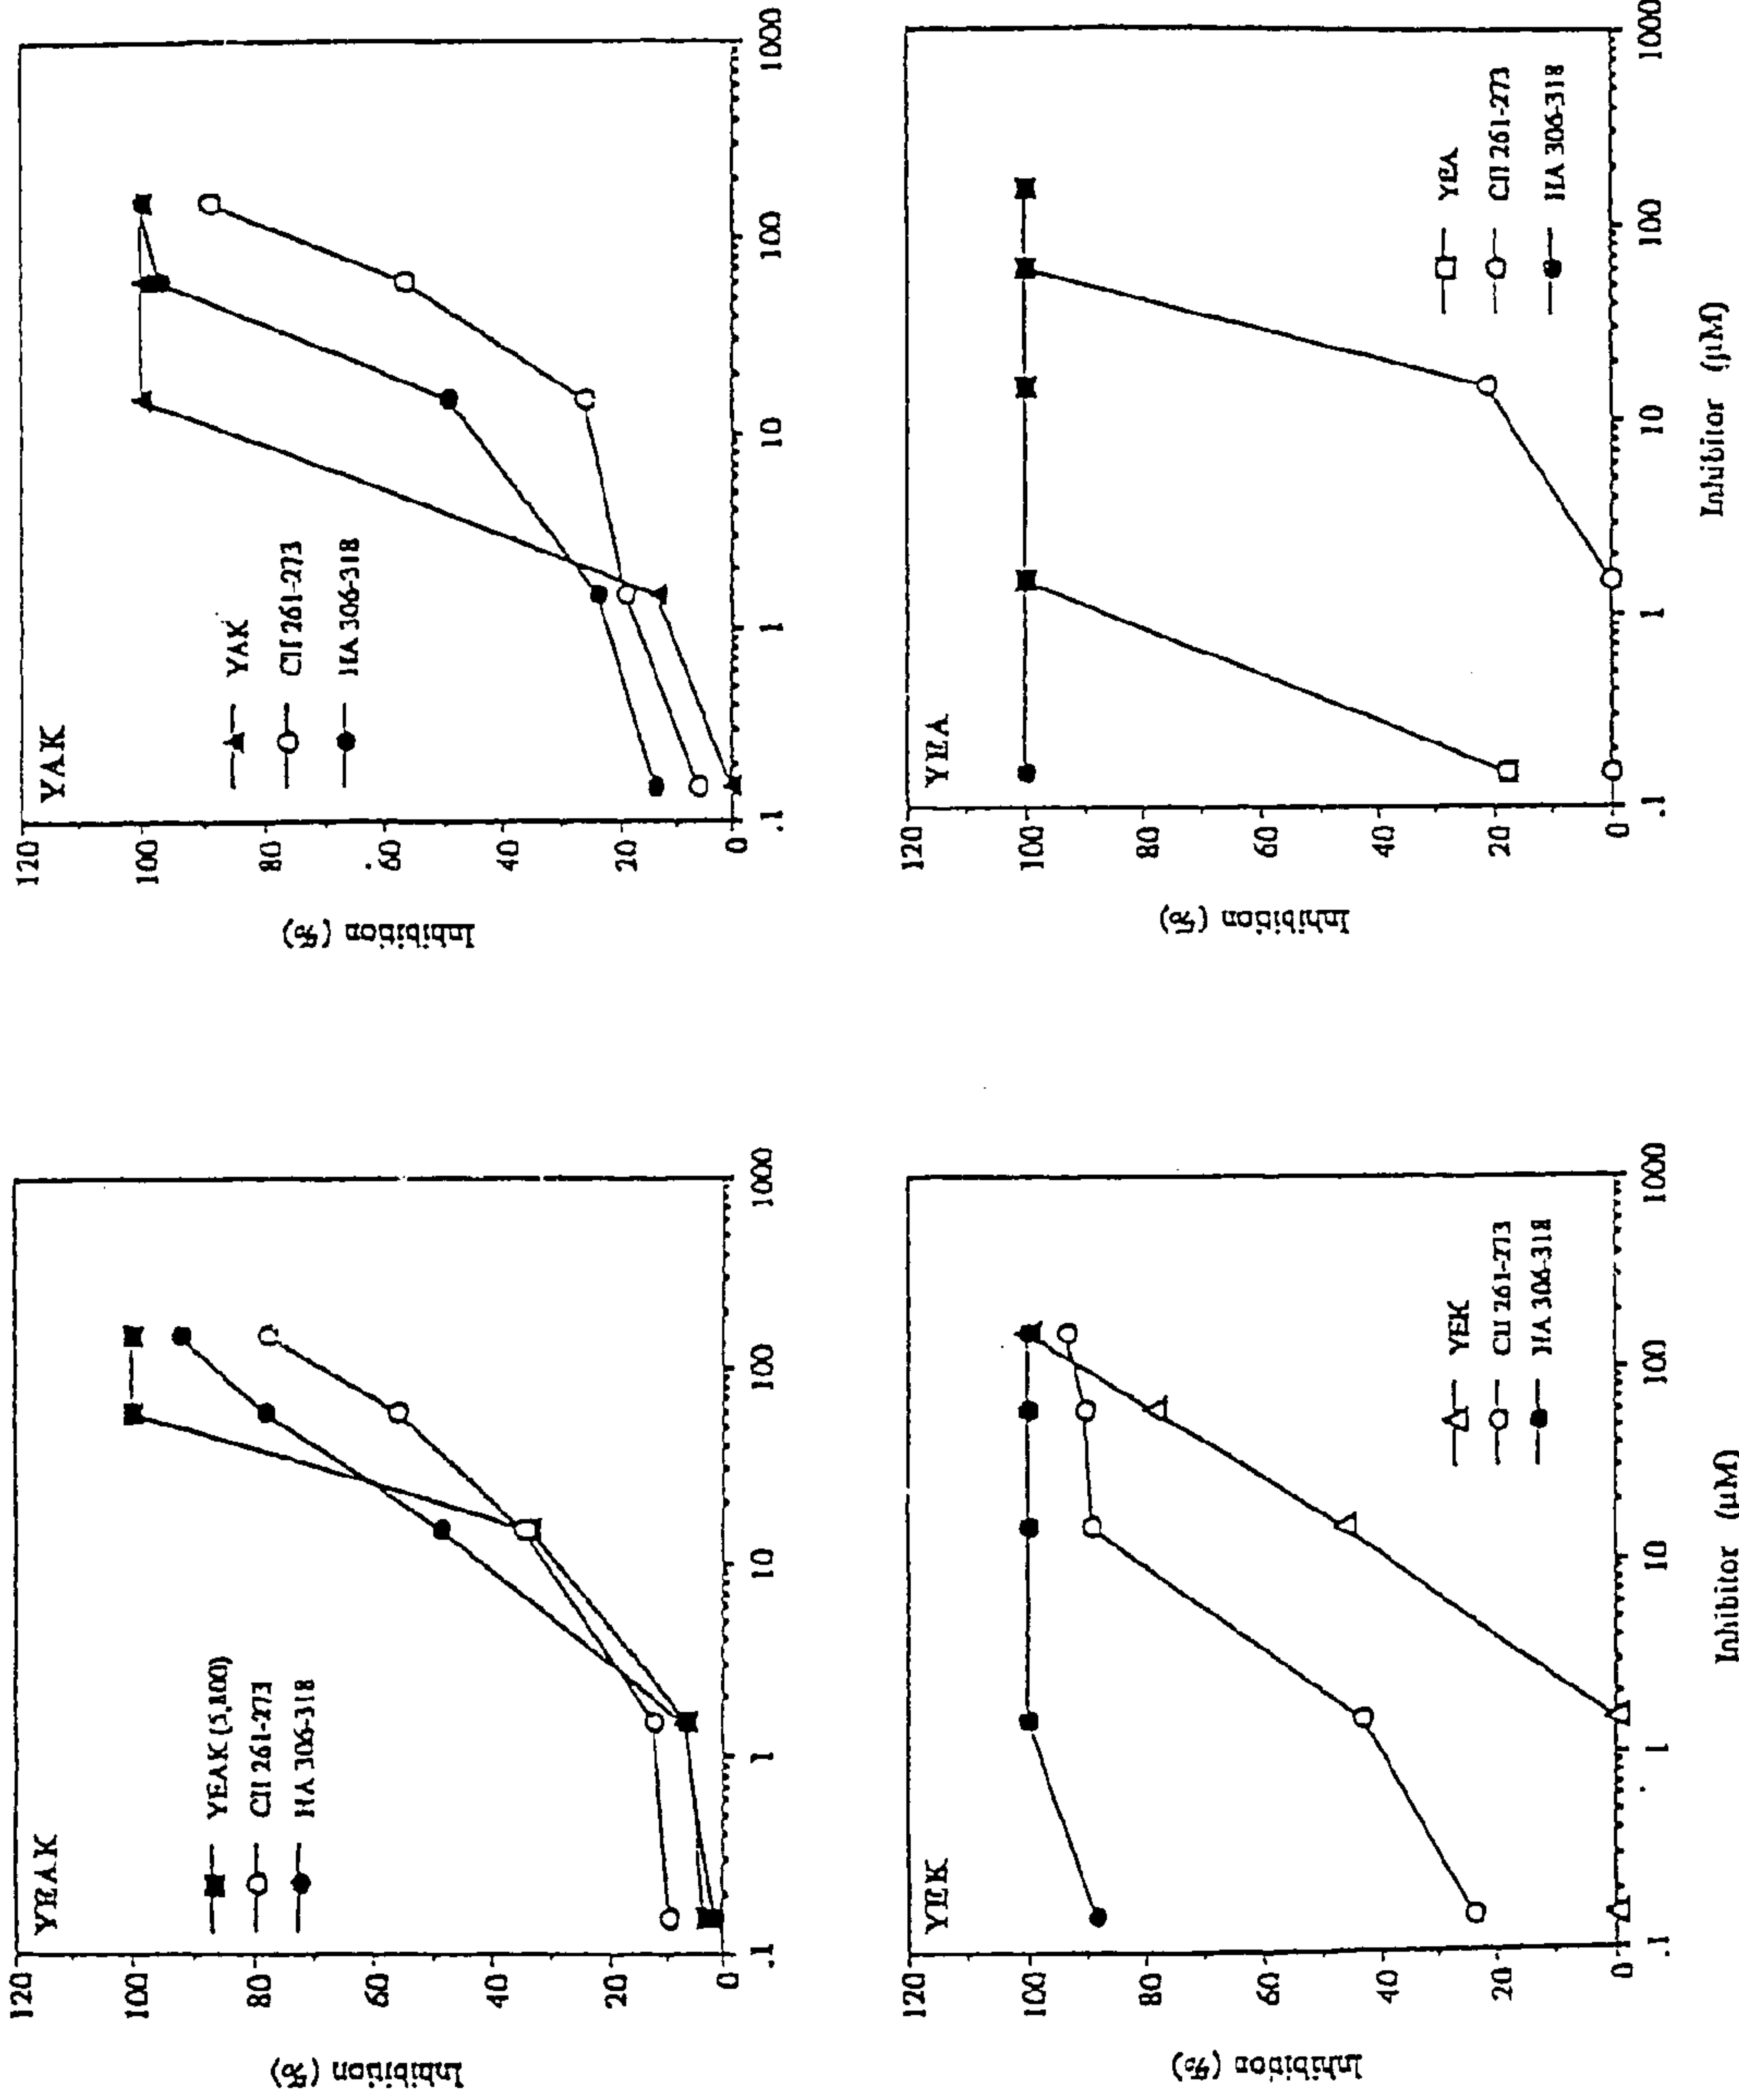 YEAK
120
100
80
60
40
20
0
Inhibition (%)
YEAK (5,800)
CII 261-273
HA 306-318
.1
1
10
100
1000
YAK
120
100
80
60
40
20
0
Inhibition (%)
YAK
CII 261-273
HA 306-318
.1
1
10
100
1000
YEK
120
100
80
60
40
20
0
Inhibition (%)
YEK
CII 261-273
HA 306-318
.1
1
10
100
1000
Inhibitor (μM)
YEA
120
100
80
60
40
20
0
Inhibition (%)
YEA
CII 261-273
HA 306-318
.1
1
10
100
1000
Inhibitor (μM)